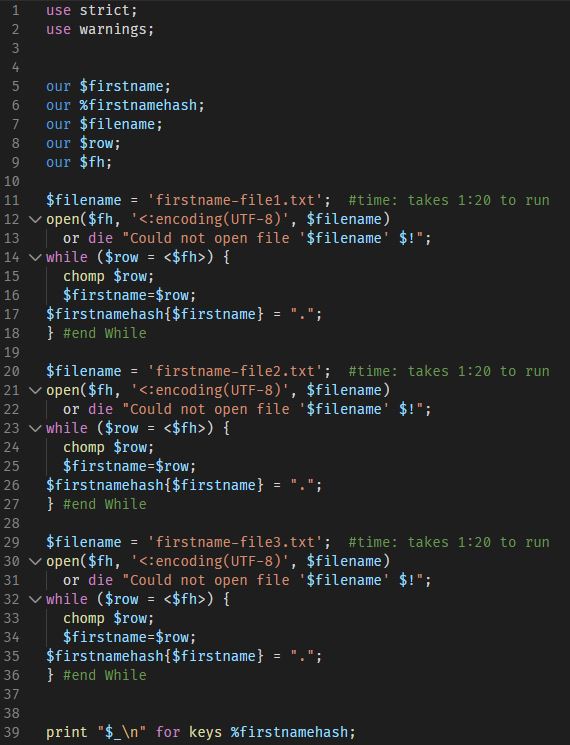 1 use strict;
2 use warnings;
3
4
5 our $firstname;
6 our %firstnamehash;
7 our $filename;
8 our $row;
9 our $fh;
10
11 $filename = 'firstname-file1.txt';  #time: takes 1:20 to run
12 open($fh, '<:encoding(UTF-8)', $filename)
13   or die "Could not open file '$filename' $!";
14 while ($row = <$fh>) {
15   chomp $row;
16   $firstname=$row;
17 $firstnamehash{$firstname} = ".";
18 } #end While
19
20 $filename = 'firstname-file2.txt';  #time: takes 1:20 to run
21 open($fh, '<:encoding(UTF-8)', $filename)
22   or die "Could not open file '$filename' $!";
23 while ($row = <$fh>) {
24   chomp $row;
25   $firstname=$row;
26 $firstnamehash{$firstname} = ".";
27 } #end While
28
29 $filename = 'firstname-file3.txt';  #time: takes 1:20 to run
30 open($fh, '<:encoding(UTF-8)', $filename)
31   or die "Could not open file '$filename' $!";
32 while ($row = <$fh>) {
33   chomp $row;
34   $firstname=$row;
35 $firstnamehash{$firstname} = ".";
36 } #end While
37
38
39 print "$_\n" for keys %firstnamehash;